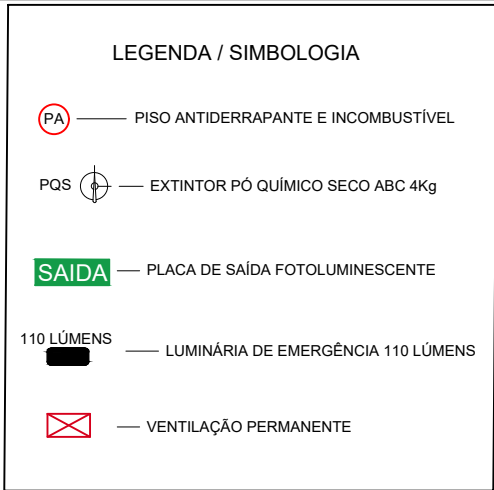 LEGENDA / SIMBOLOGIA
PA PISO ANTIDERRAPANTE E INCOMBUSTÍVEL
PQS EXTINTOR PÓ QUÍMICO SECO ABC 4Kg
SAIDA PLACA DE SAÍDA FOTOLUMINESCENTE
110 LÚMENS
LUMINÁRIA DE EMERGÊNCIA 110 LÚMENS
VENTILAÇÃO PERMANENTE